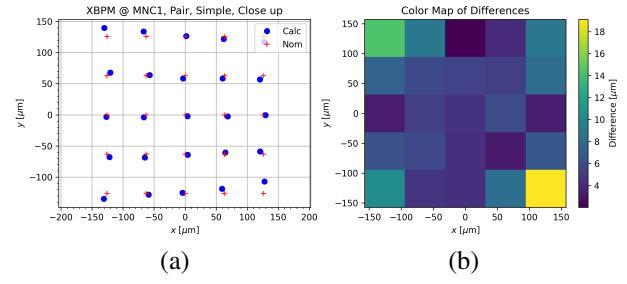 XBPM @ MNC1, Pair, Simple, Close up
Calc
Nom
150
100
50
0
−50
−100
y [μm]
−200 −150 −100 −50 0 50 100 150 200
x [μm]
(a)
Color Map of Differences
150
100
50
0
−50
−100
−150
y [μm]
−150 −100 −50 0 50 100 150
x [μm]
18
16
14
12
10
8
6
4
Difference [μm]
(b)